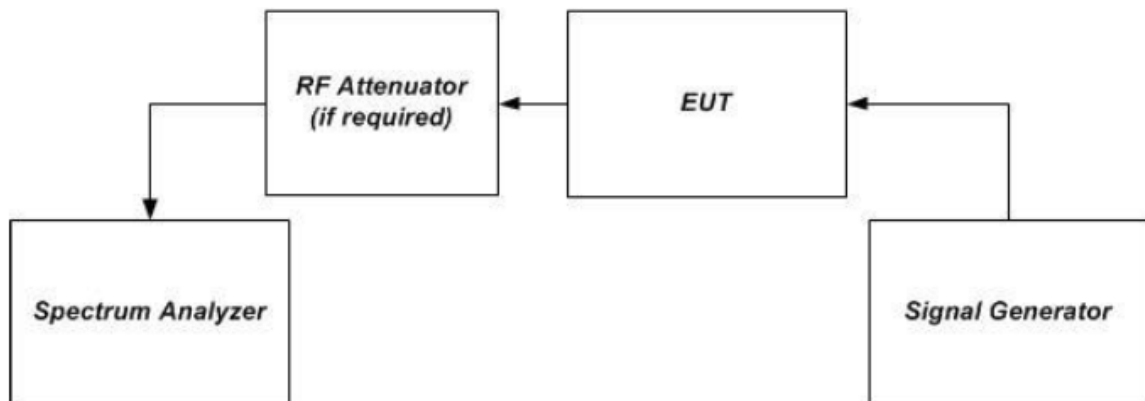 RF Attenuator
(if required)
EUT
Spectrum Analyzer
Signal Generator